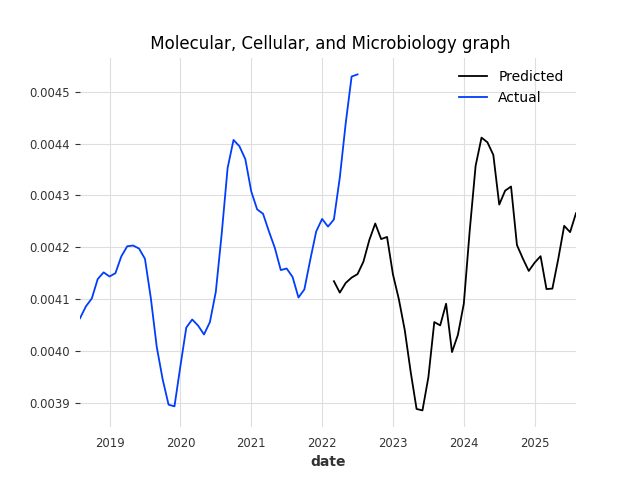 Molecular, Cellular, and Microbiology graph
Predicted
Actual
0.0045
0.0044
0.0043
0.0042
0.0041
0.0040
0.0039
2019 2020 2021 2022 2023 2024 2025
date